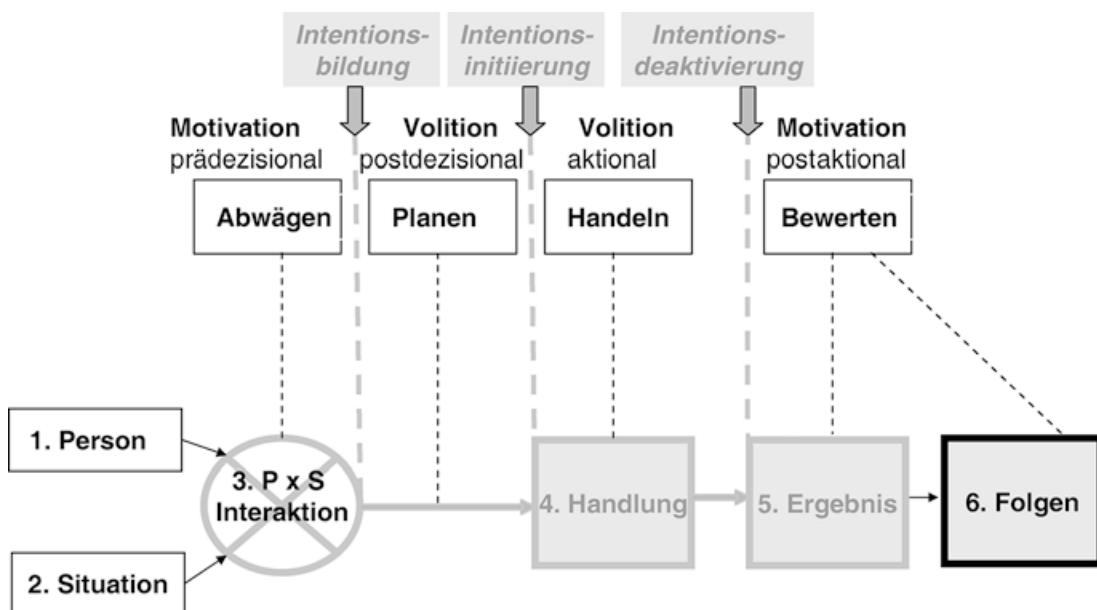 Intentions-
bildung
Intentions-
initiierung
Intentions-
deaktivierung
Motivation
prädezisional
Volition
postdezisional
Volition
aktional
Motivation
postaktional
Abwägen
Planen
Handeln
Bewerten
1. Person
2. Situation
3. P x S
Interaktion
4. Handlung
5. Ergebnis
6. Folgen